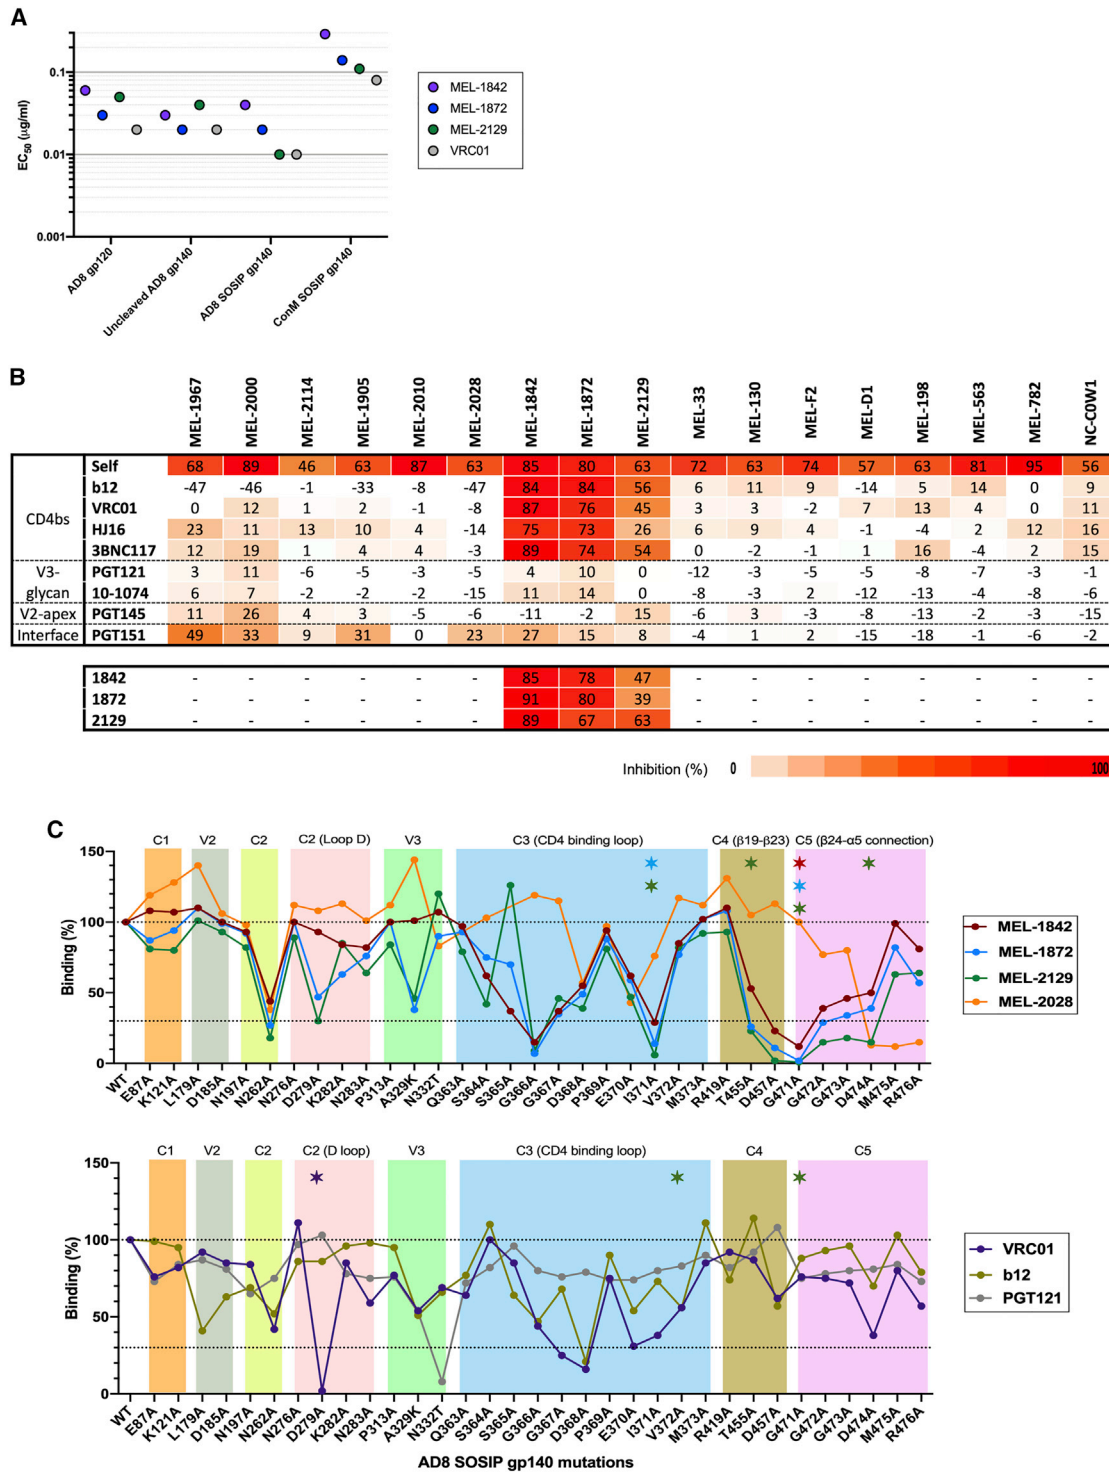 A
EC50 (µg/ml)
0.1
0.01
0.001
AD8 gp120
Uncleaved AD8 gp140
AD8 SOSIP gp140
ConM SOSIP gp140
MEL-1842
MEL-1872
MEL-2129
VRC01
B
MEL-1967 MEL-2000 MEL-2114 MEL-1905 MEL-2010 MEL-2028 MEL-1842 MEL-1872 MEL-2129 MEL-33 MEL-130 MEL-F2 MEL-D1 MEL-198 MEL-563 MEL-782 NC-C0W1
Self 68 89 46 63 87 63 85 80 63 72 63 74 57 63 81 95 56
b12 -47 -46 -1 -33 -8 -47 84 84 56 6 11 9 -14 5 14 0 9
CD4bs
VRC01 0 12 1 2 -1 -8 87 76 45 3 3 -2 7 13 4 0 11
HJ16 23 11 13 10 4 -14 75 73 26 6 9 4 -1 -4 2 12 16
3BNC117 12 19 1 4 4 -3 89 74 54 0 -2 -1 1 16 -4 2 15
V3- PGT121 3 11 -6 -5 -3 -5 4 10 0 -12 -3 -5 -5 -8 -7 -3 -1
glycan 10-1074 6 7 -2 -2 -2 -15 11 14 0 -8 -3 2 -12 -13 -4 -8 -6
V2-apex PGT145 11 26 4 3 -5 -6 -11 -2 15 -6 3 -3 -8 -13 -2 -3 -15
Interface PGT151 49 33 9 31 0 23 27 15 8 -4 1 2 -15 -18 -1 -6 -2
1842 - - - - - - 85 78 47 - - - - - - - -
1872 - - - - - - 91 80 39 - - - - - - - -
2129 - - - - - - 89 67 63 - - - - - - - -
Inhibition (%) 0 100
C
C1 V2 C2 C2 (Loop D) V3 C3 (CD4 binding loop) C4 (β19-β23) C5 (β24-α5 connection)
Binding (%)
150
100
50
0
WT E87A K121A L179A D185A N197A N262A N276A D279A K282A N283A P313A A329K N332T Q363A S364A S365A G366A G367A D368A P369A E370A I371A V372A M373A R419A T455A D457A G471A G472A G473A D474A M475A R476A
MEL-1842
MEL-1872
MEL-2129
MEL-2028
C1 V2 C2 C2 (D loop) V3 C3 (CD4 binding loop) C4 C5
Binding (%)
150
100
50
0
WT E87A K121A L179A D185A N197A N262A N276A D279A K282A N283A P313A A329K N332T Q363A S364A S365A G366A G367A D368A P369A E370A I371A V372A M373A R419A T455A D457A G471A G472A G473A D474A M475A R476A
AD8 SOSIP gp140 mutations
VRC01
b12
PGT121